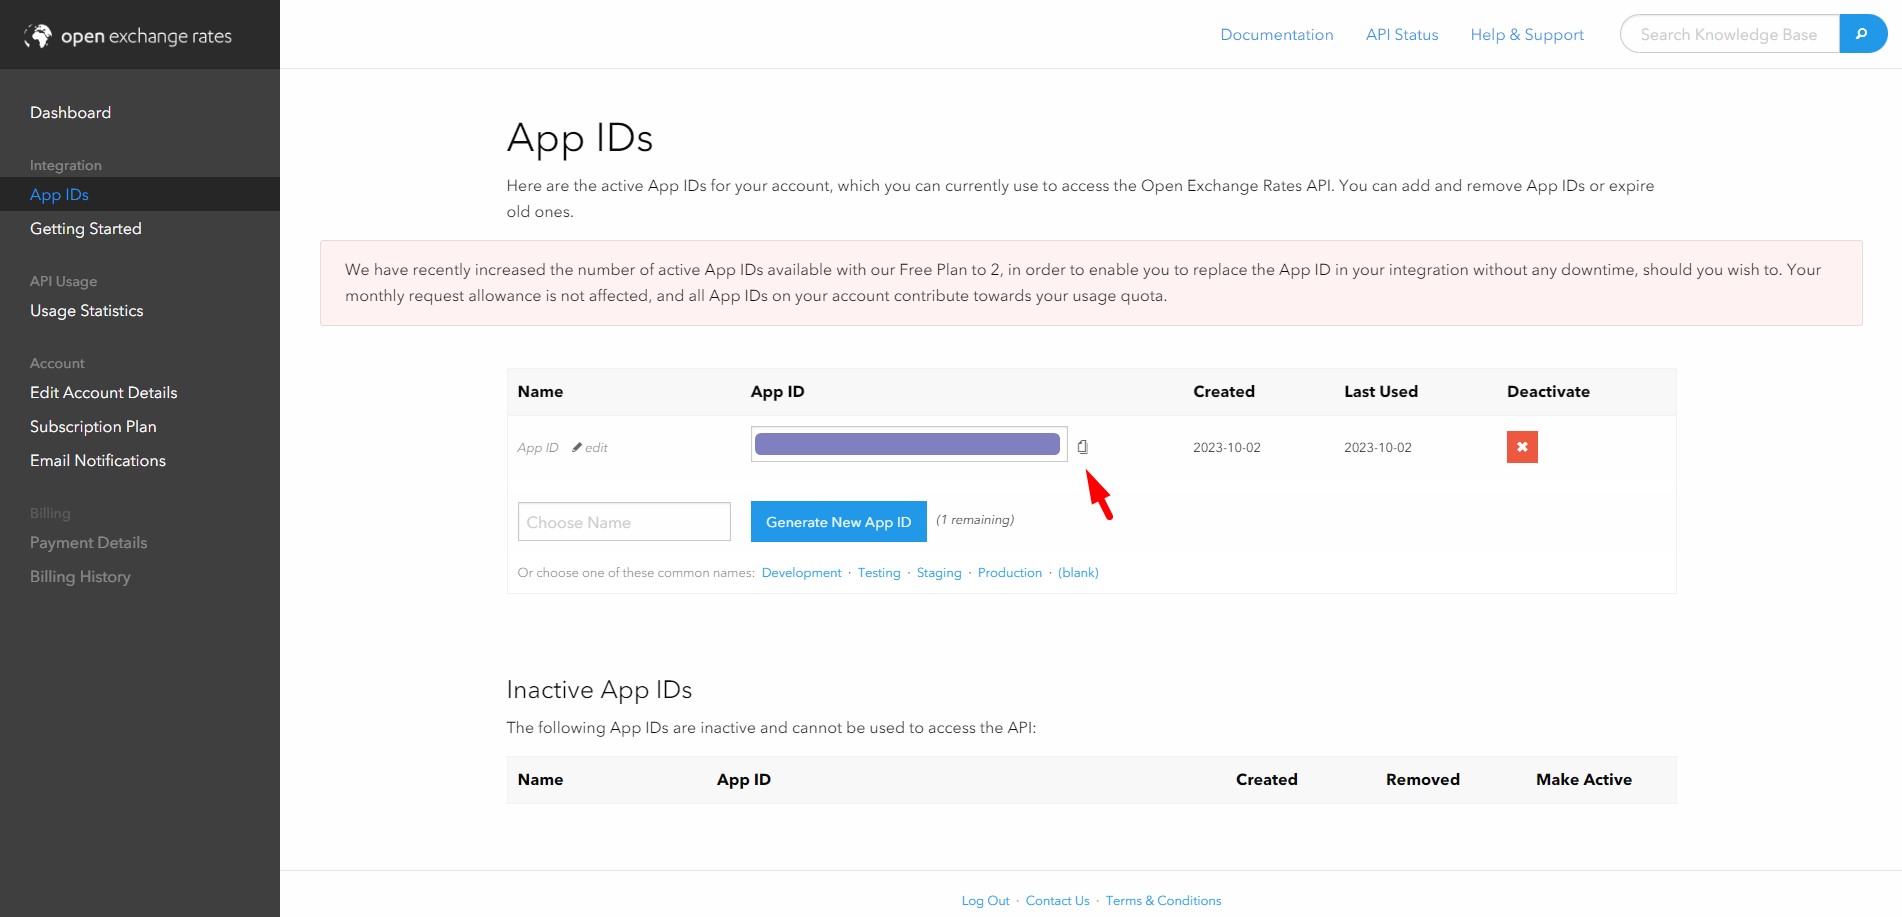 open exchange rates
Documentation
API Status
Help & Support
Search Knowledge Base
Dashboard
Integration
App IDs
Getting Started
API Usage
Usage Statistics
Account
Edit Account Details
Subscription Plan
Email Notifications
Billing
Payment Details
Billing History
App IDs
Here are the active App IDs for your account, which you can currently use to access the Open Exchange Rates API. You can add and remove App IDs or expire
old ones.
We have recently increased the number of active App IDs available with our Free Plan to 2, in order to enable you to replace the App ID in your integration without any downtime, should you wish to. Your
monthly request allowance is not affected, and all App IDs on your account contribute towards your usage quota.
Name App ID Created Last Used Deactivate
App ID edit 2023-10-02 2023-10-02
Choose Name Generate New App ID (1 remaining)
Or choose one of these common names: Development · Testing · Staging · Production · (blank)
Inactive App IDs
The following App IDs are inactive and cannot be used to access the API:
Name App ID Created Removed Make Active
Log Out · Contact Us · Terms & Conditions